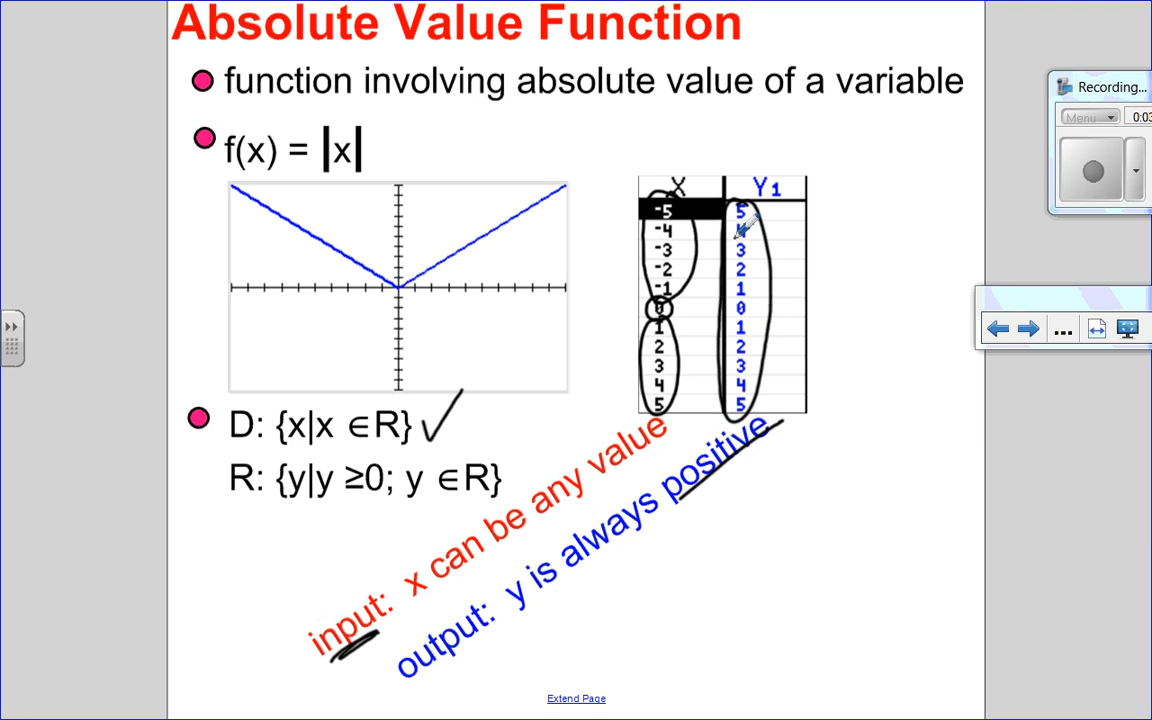 Absolute Value Function
function involving absolute value of a variable
f(x) = |x|
X Y1
-5 5
-4 4
-3 3
-2 2
-1 1
0 0
1 1
2 2
3 3
4 4
5 5
D: {x|x ∈R}
R: {y|y ≥0; y ∈R}
input: x can be any value
output: y is always positive
Extend Page
Recording...
Menu
...